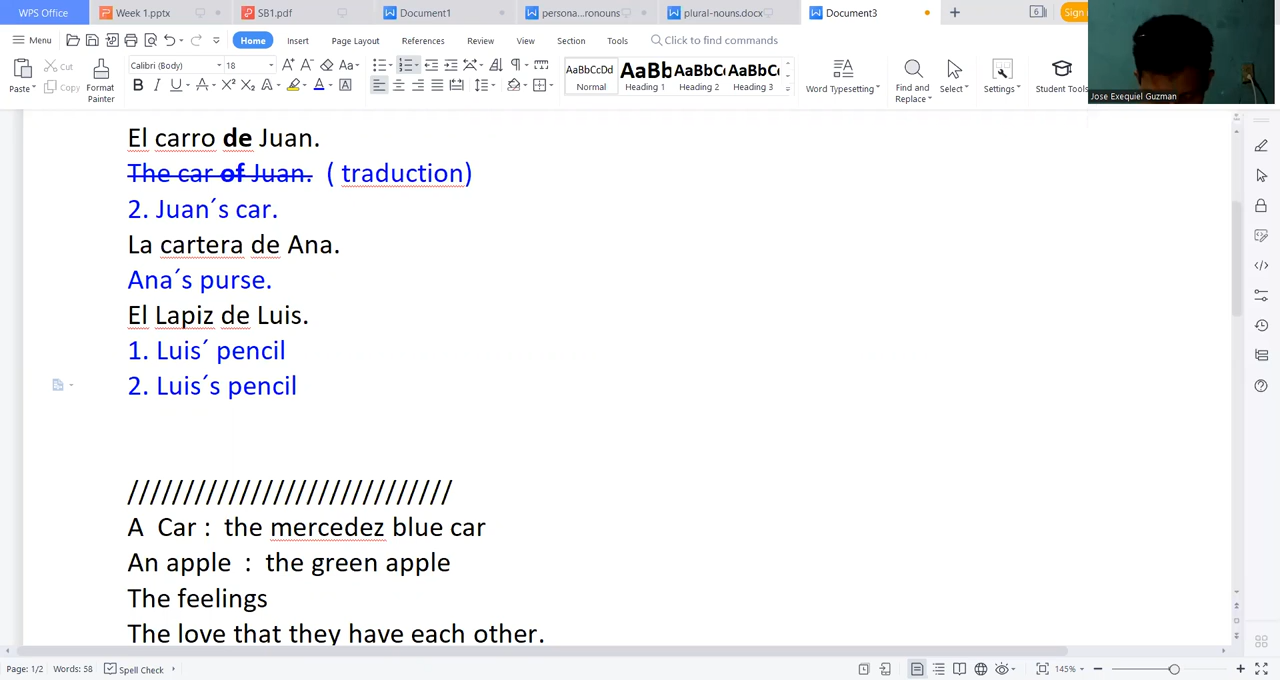 WPS Office
Week 1.pptx
SB1.pdf
Document1
persona...ronouns
plural-nouns.docx
Document3
6
Sign
Menu
Home
Insert
Page Layout
References
Review
View
Section
Tools
Click to find commands
Paste
Cut
Copy
Format Painter
Calibri (Body)
18
AaBbCcDd
Normal
AaBb
Heading 1
AaBbCc
Heading 2
AaBbCc
Heading 3
Word Typesetting
Find and Replace
Select
Settings
Student Tools
Jose Exequiel Guzman
El carro de Juan.
The car of Juan. ( traduction)
2. Juan´s car.
La cartera de Ana.
Ana´s purse.
El Lapiz de Luis.
1. Luis´ pencil
2. Luis´s pencil
/////////////////////////////
A Car : the mercedez blue car
An apple : the green apple
The feelings
The love that they have each other.
Page: 1/2
Words: 58
Spell Check
145%